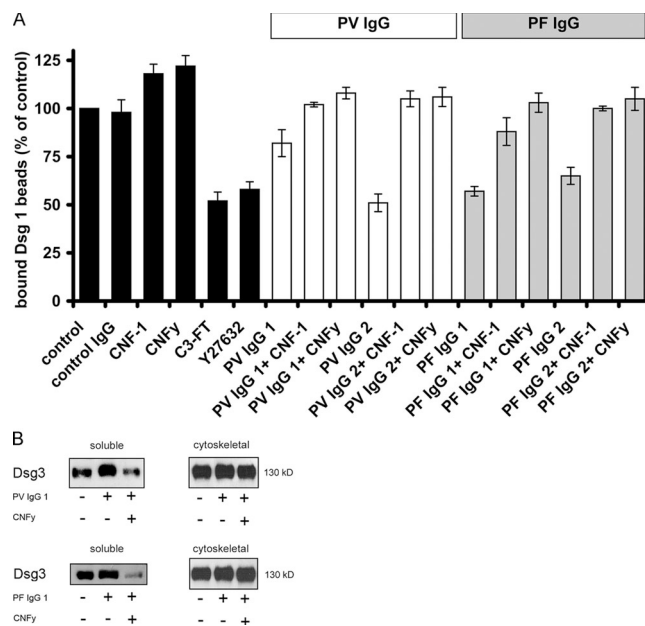 A
PV IgG PF IgG
bound Dsg 1 beads (% of control)
125
100
75
50
25
0
control
control IgG
CNF-1
CNFy
C3-FT
Y27632
PV IgG 1
PV IgG 1+ CNF-1
PV IgG 1+ CNFy
PV IgG 2
PV IgG 2+ CNF-1
PV IgG 2+ CNFy
PF IgG 1
PF IgG 1+ CNF-1
PF IgG 1+ CNFy
PF IgG 2
PF IgG 2+ CNF-1
PF IgG 2+ CNFy
B
soluble cytoskeletal
Dsg3 130 kD
PV IgG 1 - + + - + +
CNFy - - + - - +
soluble cytoskeletal
Dsg3 130 kD
PF IgG 1 - + + - + +
CNFy - - + - - +